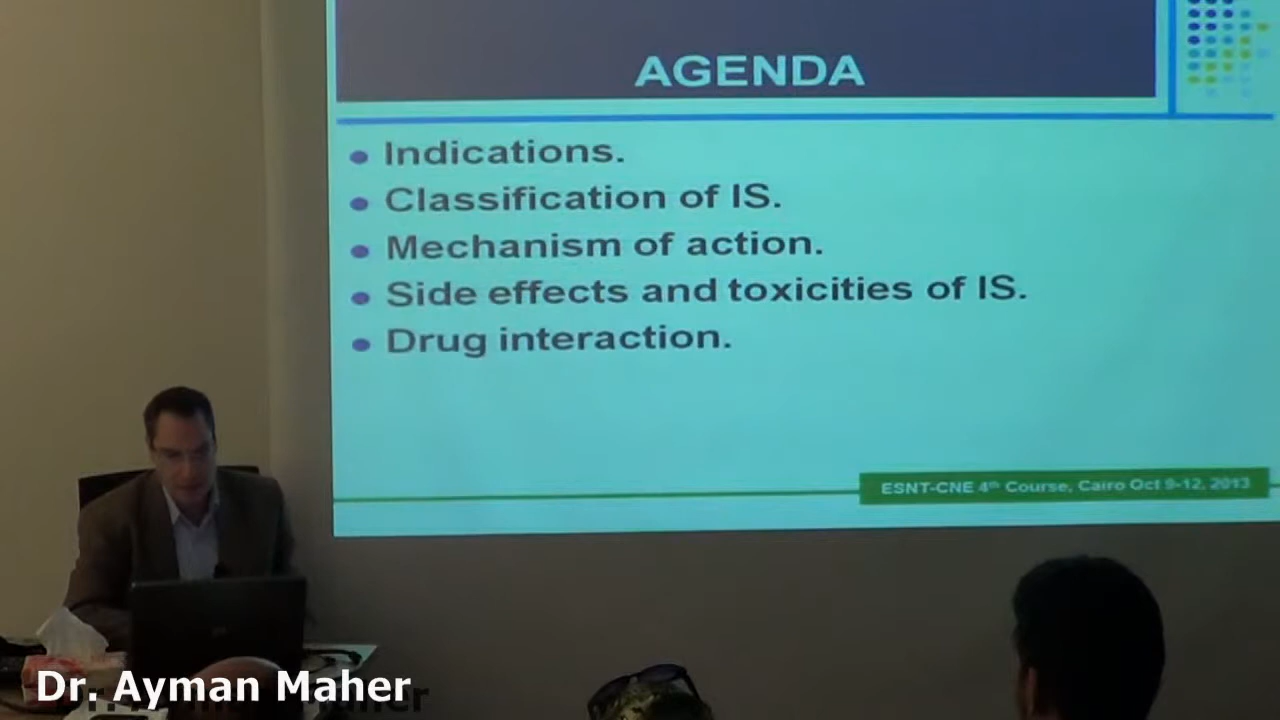 AGENDA
Indications.
Classification of IS.
Mechanism of action.
Side effects and toxicities of IS.
Drug interaction.
ESNT-CNE 4th Course, Cairo Oct 9-12, 2013
Dr. Ayman Maher